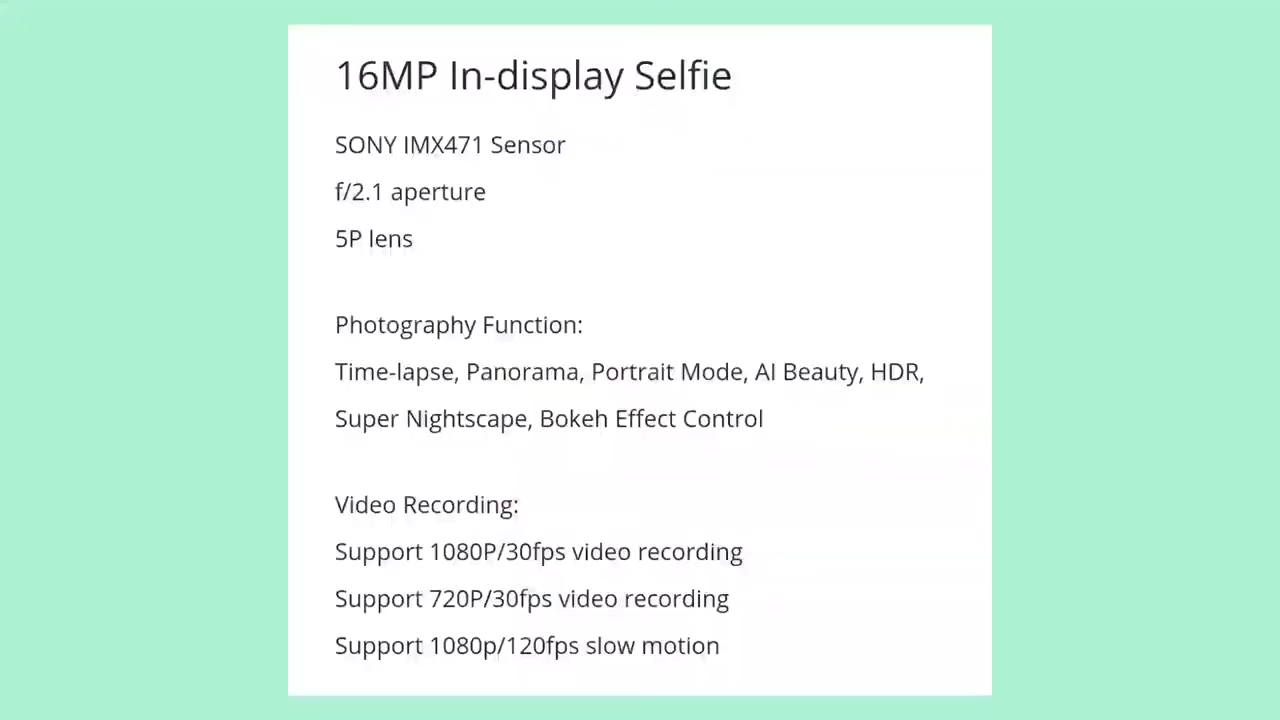 16MP In-display Selfie
SONY IMX471 Sensor
f/2.1 aperture
5P lens
Photography Function:
Time-lapse, Panorama, Portrait Mode, AI Beauty, HDR,
Super Nightscape, Bokeh Effect Control
Video Recording:
Support 1080P/30fps video recording
Support 720P/30fps video recording
Support 1080p/120fps slow motion